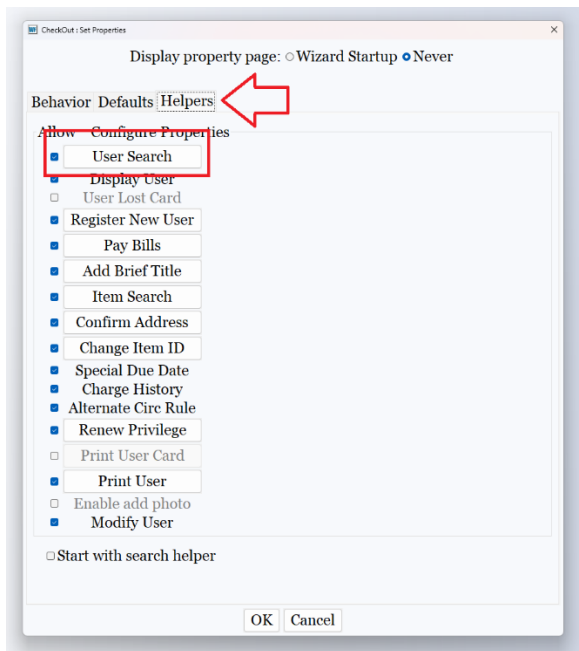 CheckOut : Set Properties
Display property page: Wizard Startup Never
Behavior Defaults Helpers
Allow Configure Properties
User Search
Display User
User Lost Card
Register New User
Pay Bills
Add Brief Title
Item Search
Confirm Address
Change Item ID
Special Due Date
Charge History
Alternate Circ Rule
Renew Privilege
Print User Card
Print User
Enable add photo
Modify User
Start with search helper
OK Cancel